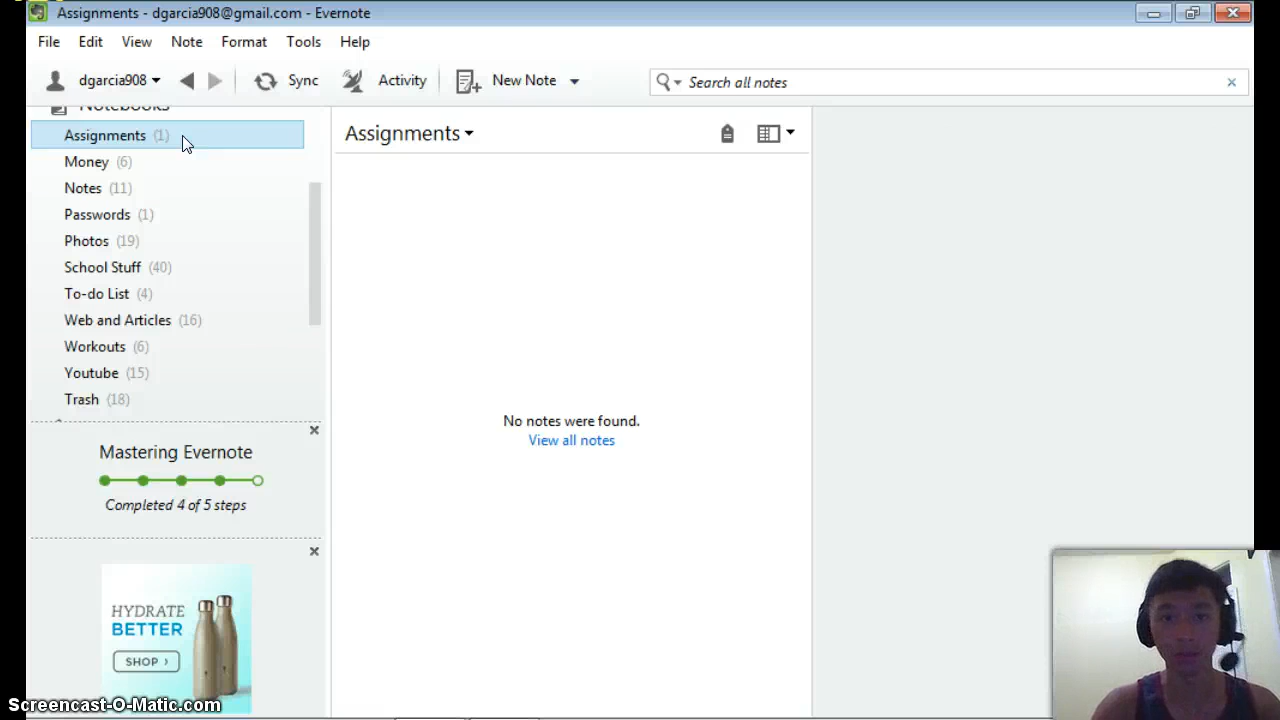 Assignments - dgarcia908@gmail.com - Evernote
File Edit View Note Format Tools Help
dgarcia908 Sync Activity New Note Search all notes
Notebooks
Assignments (1)
Money (6)
Notes (11)
Passwords (1)
Photos (19)
School Stuff (40)
To-do List (4)
Web and Articles (16)
Workouts (6)
Youtube (15)
Trash (18)
Mastering Evernote
Completed 4 of 5 steps
HYDRATE
BETTER
SHOP ›
Assignments
No notes were found.
View all notes
Screencast-O-Matic.com